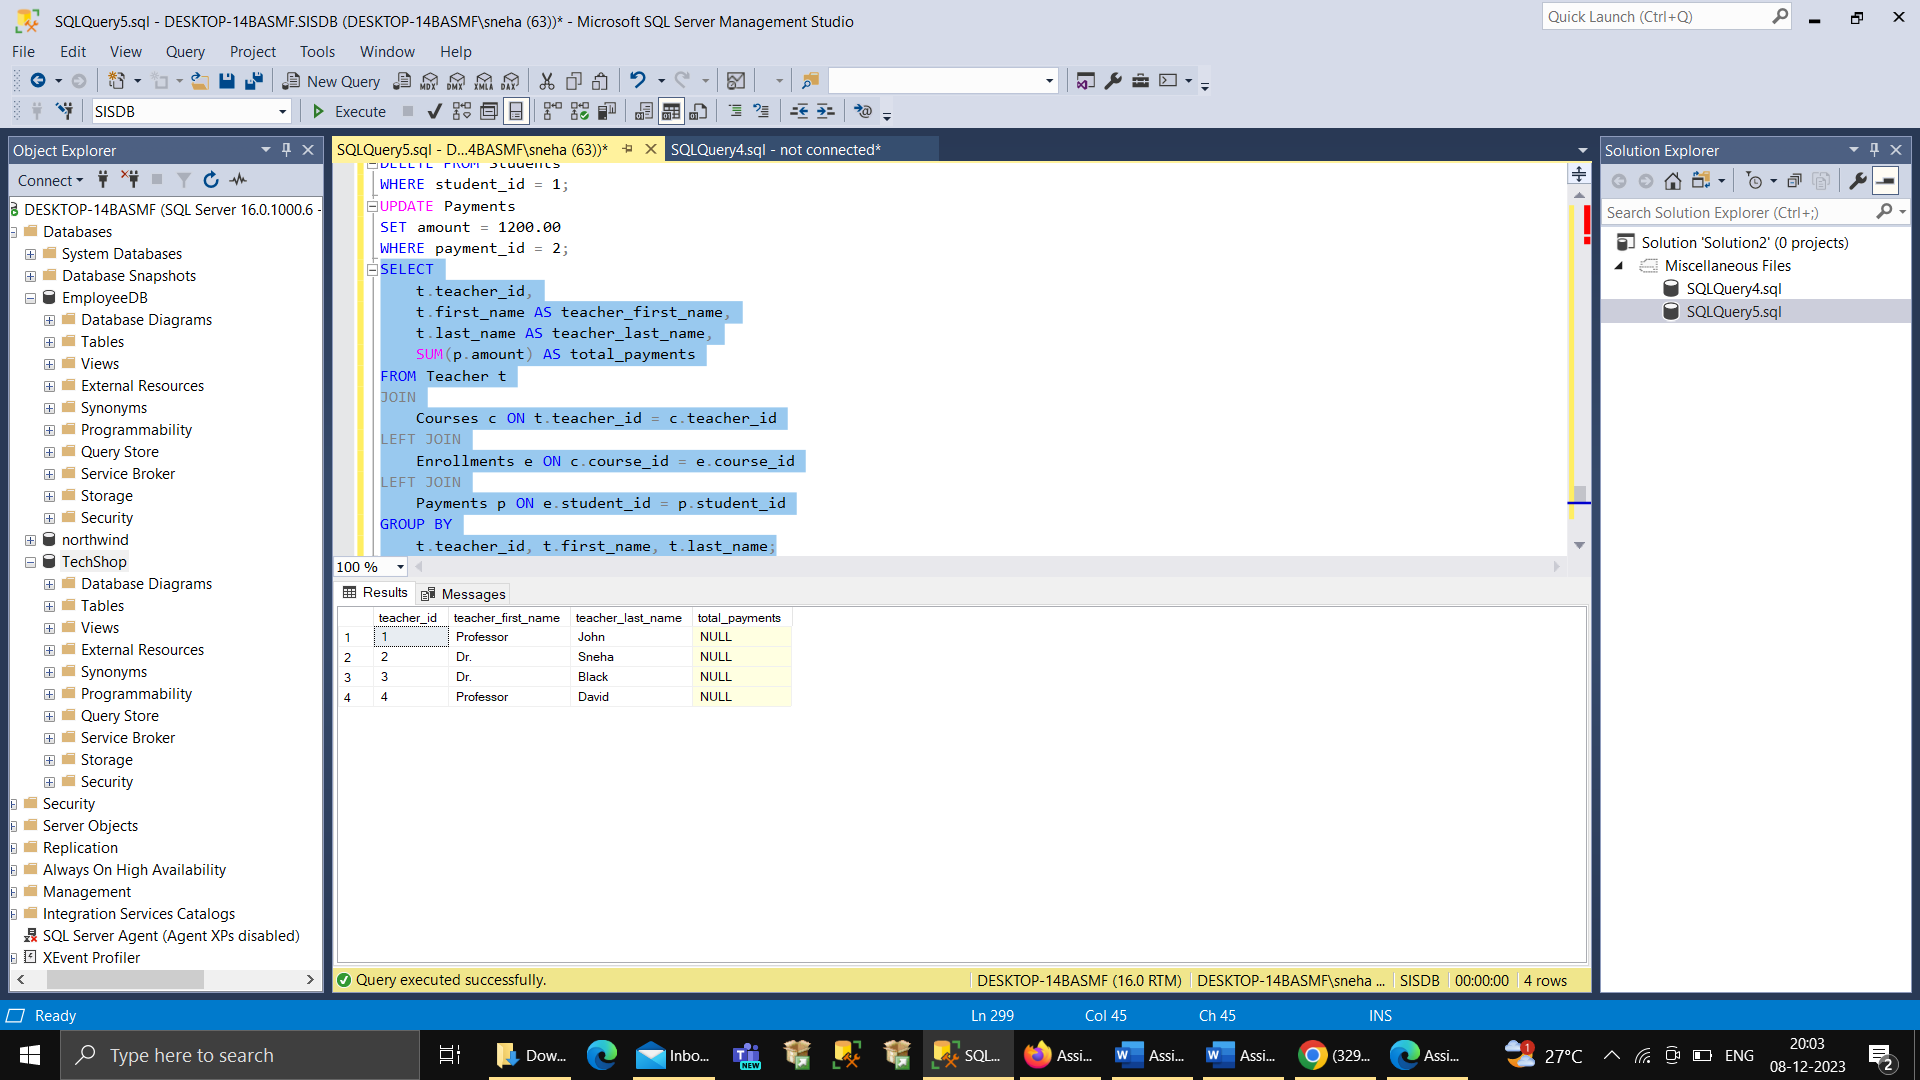 SQLQuery5.sql - DESKTOP-14BASMF.SISDB (DESKTOP-14BASMF\sneha (63))* - Microsoft SQL Server Management Studio
Quick Launch (Ctrl+Q)
File Edit View Query Project Tools Window Help
New Query MDX DMX XMLA DAX
SISDB Execute
Object Explorer
Connect
DESKTOP-14BASMF (SQL Server 16.0.1000.6 -
Databases
System Databases
Database Snapshots
EmployeeDB
Database Diagrams
Tables
Views
External Resources
Synonyms
Programmability
Query Store
Service Broker
Storage
Security
northwind
TechShop
Database Diagrams
Tables
Views
External Resources
Synonyms
Programmability
Query Store
Service Broker
Storage
Security
Security
Server Objects
Replication
Always On High Availability
Management
Integration Services Catalogs
SQL Server Agent (Agent XPs disabled)
XEvent Profiler
SQLQuery5.sql - D...4BASMF\sneha (63))* SQLQuery4.sql - not connected*
DELETE FROM Students
WHERE student_id = 1;
UPDATE Payments
SET amount = 1200.00
WHERE payment_id = 2;
SELECT
t.teacher_id,
t.first_name AS teacher_first_name,
t.last_name AS teacher_last_name,
SUM(p.amount) AS total_payments
FROM Teacher t
JOIN
Courses c ON t.teacher_id = c.teacher_id
LEFT JOIN
Enrollments e ON c.course_id = e.course_id
LEFT JOIN
Payments p ON e.student_id = p.student_id
GROUP BY
t.teacher_id, t.first_name, t.last_name;
100 %
Results Messages
teacher_id teacher_first_name teacher_last_name total_payments
1 1 Professor John NULL
2 2 Dr. Sneha NULL
3 3 Dr. Black NULL
4 4 Professor David NULL
Query executed successfully. DESKTOP-14BASMF (16.0 RTM) DESKTOP-14BASMF\sneha ... SISDB 00:00:00 4 rows
Solution Explorer
Search Solution Explorer (Ctrl+;)
Solution 'Solution2' (0 projects)
Miscellaneous Files
SQLQuery4.sql
SQLQuery5.sql
Ready Ln 299 Col 45 Ch 45 INS
Type here to search
Dow... Inbo... NEW SQL... Assi... Assi... Assi... (329... Assi...
1 27°C ENG
20:03
08-12-2023
2